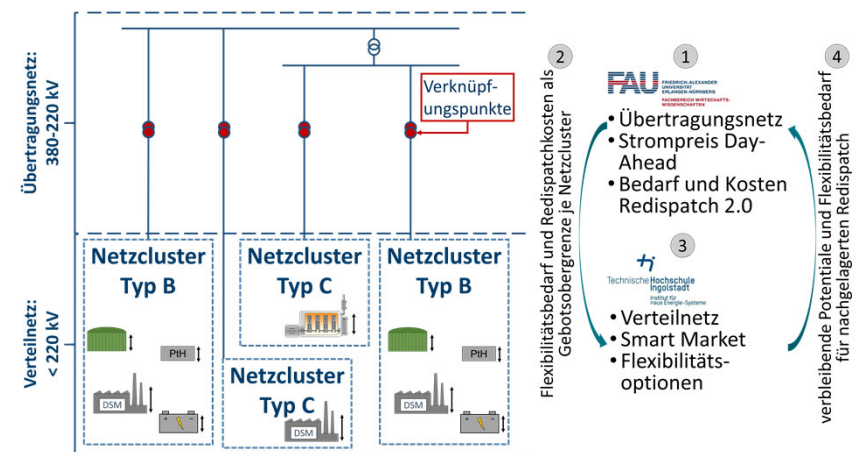 Übertragungsnetz:
380-220 kV
Verteilnetz:
< 220 kV
Verknüpf-
ungspunkte
Netzcluster
Typ B
PtH
DSM
Netzcluster
Typ C
Netzcluster
Typ C
DSM
Netzcluster
Typ B
PtH
DSM
2
Flexibilitätsbedarf und Redispatchkosten als
Gebotsobergrenze je Netzcluster
1
FAU
FRIEDRICH-ALEXANDER
UNIVERSITÄT
ERLANGEN-NÜRNBERG
FACHBEREICH WIRTSCHAFTS-
WISSENSCHAFTEN
• Übertragungsnetz
• Strompreis Day-
Ahead
• Bedarf und Kosten
Redispatch 2.0
3
Technische Hochschule
Ingolstadt
Institut für
neue Energie-Systeme
• Verteilnetz
• Smart Market
• Flexibilitäts-
optionen
4
verbleibende Potentiale und Flexibilitätsbedarf
für nachgelagerten Redispatch